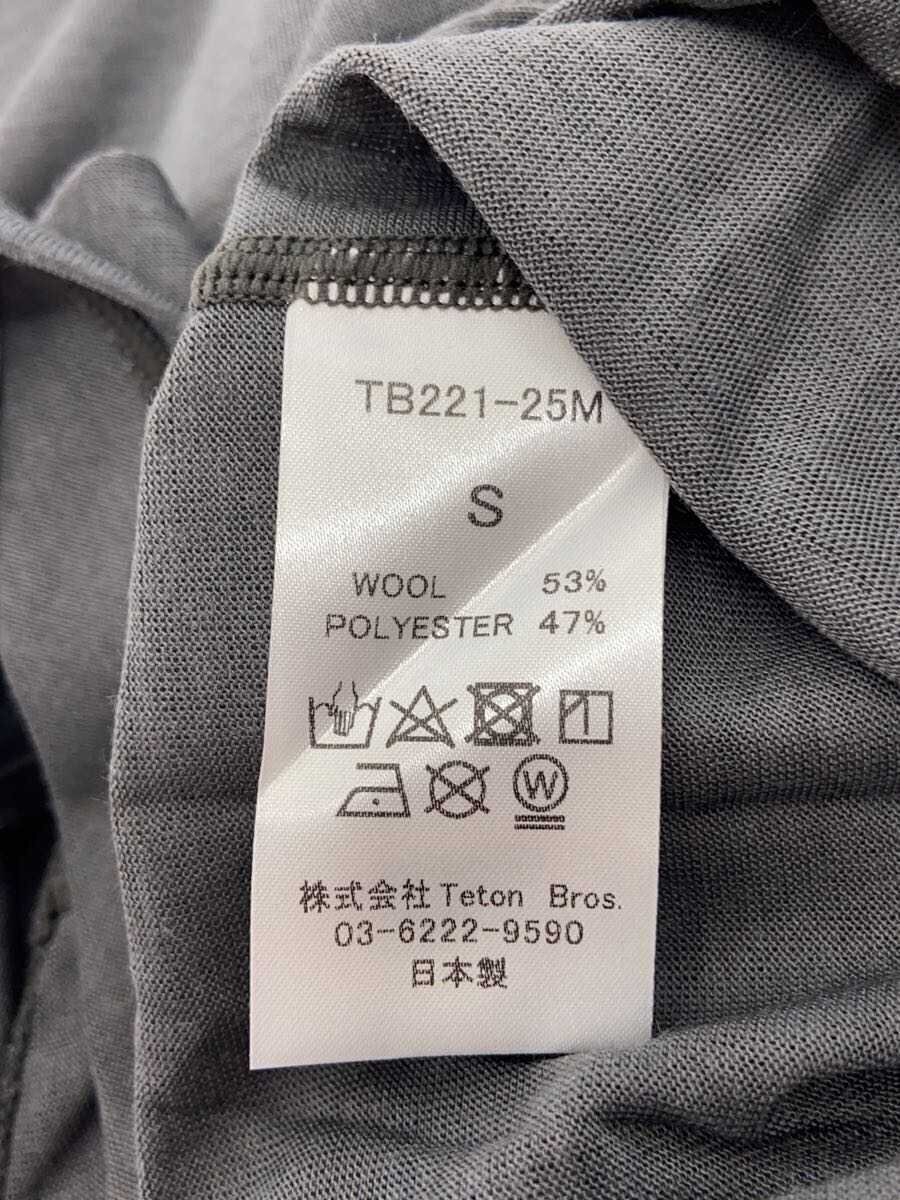 TB221-25M
S
WOOL 53%
POLYESTER 47%
W
株式会社 Teton Bros.
03-6222-9590
日本製